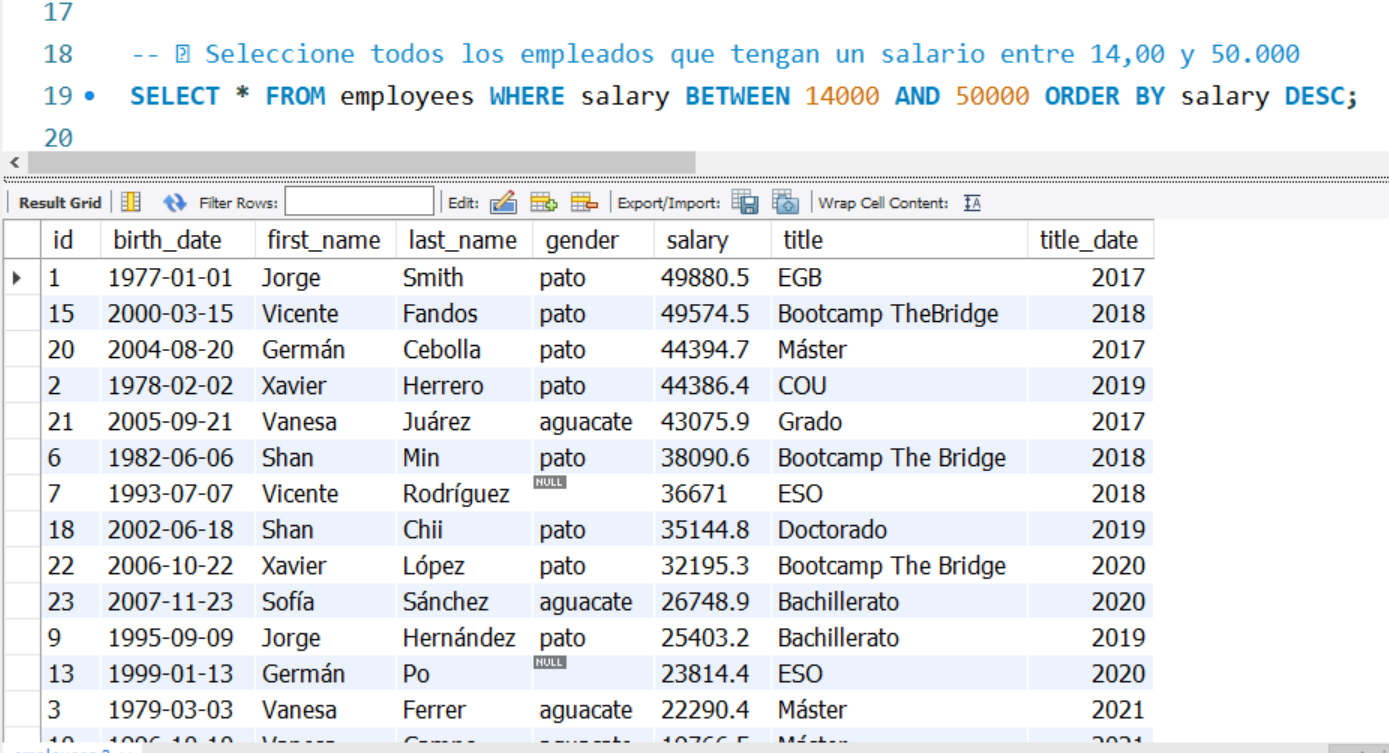 17
18 -- Seleccione todos los empleados que tengan un salario entre 14,00 y 50.000
19 SELECT * FROM employees WHERE salary BETWEEN 14000 AND 50000 ORDER BY salary DESC;
20
Result Grid Filter Rows: Edit: Export/Import: Wrap Cell Content:
id birth_date first_name last_name gender salary title title_date
1 1977-01-01 Jorge Smith pato 49880.5 EGB 2017
15 2000-03-15 Vicente Fandos pato 49574.5 Bootcamp TheBridge 2018
20 2004-08-20 Germán Cebolla pato 44394.7 Máster 2017
2 1978-02-02 Xavier Herrero pato 44386.4 COU 2019
21 2005-09-21 Vanesa Juárez aguacate 43075.9 Grado 2017
6 1982-06-06 Shan Min pato 38090.6 Bootcamp The Bridge 2018
7 1993-07-07 Vicente Rodríguez NULL 36671 ESO 2018
18 2002-06-18 Shan Chii pato 35144.8 Doctorado 2019
22 2006-10-22 Xavier López pato 32195.3 Bootcamp The Bridge 2020
23 2007-11-23 Sofía Sánchez aguacate 26748.9 Bachillerato 2020
9 1995-09-09 Jorge Hernández pato 25403.2 Bachillerato 2019
13 1999-01-13 Germán Po NULL 23814.4 ESO 2020
3 1979-03-03 Vanesa Ferrer aguacate 22290.4 Máster 2021